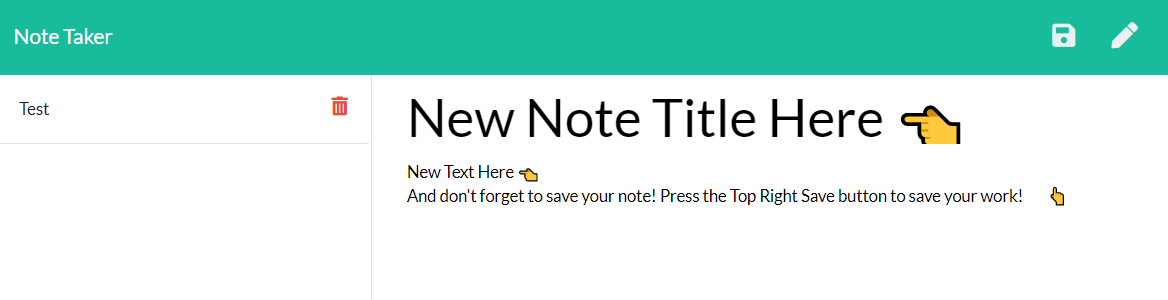 Note Taker
Test
New Note Title Here 👈
New Text Here 👈
And don't forget to save your note! Press the Top Right Save button to save your work! 👆